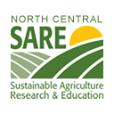 NORTH CENTRAL
SARE
Sustainable Agriculture
Research & Education